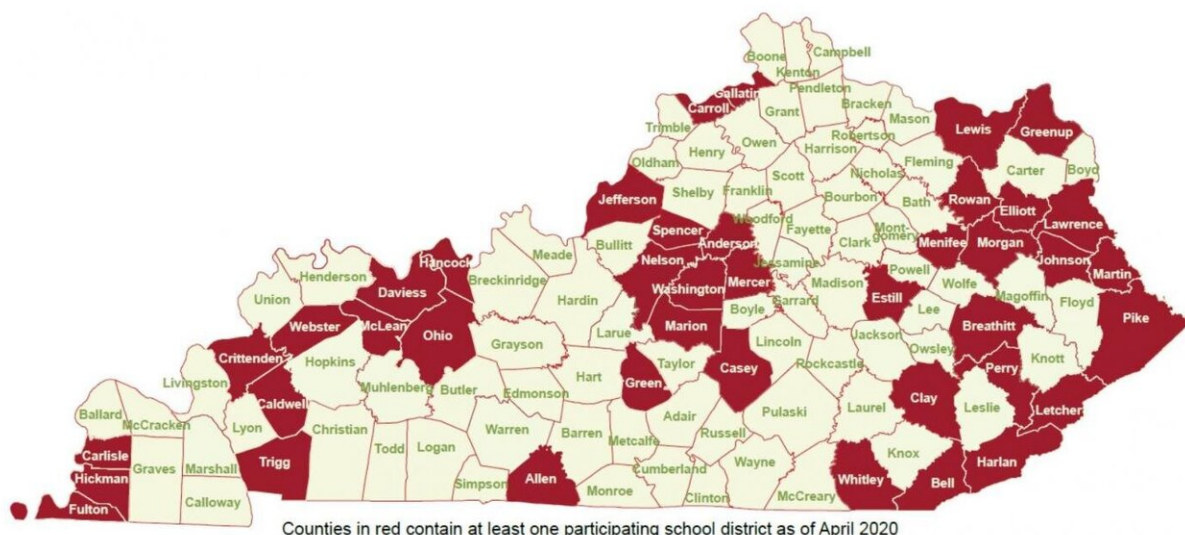 Campbell
Boone
Kenton
Pendleton
Gallatin
Carroll
Grant
Bracken
Mason
Trimble
Owen
Robertson
Lewis
Greenup
Henry
Harrison
Oldham
Fleming
Nicholas
Carter
Boyd
Scott
Shelby
Franklin
Bourbon
Bath
Rowan
Jefferson
Elliott
Woodford
Fayette
Spencer
Anderson
Clark
Mont-
gomery
Menifee
Morgan
Lawrence
Bullitt
Meade
Nelson
Jessamine
Johnson
Martin
Hancock
Henderson
Breckinridge
Washington
Mercer
Madison
Powell
Wolfe
Magoffin
Floyd
Daviess
Union
Hardin
Boyle
Garrard
Estill
Lee
Pike
Webster
McLean
Ohio
Larue
Marion
Lincoln
Jackson
Owsley
Breathitt
Knott
Crittenden
Hopkins
Grayson
Taylor
Casey
Rockcastle
Perry
Livingston
Muhlenberg
Butler
Edmonson
Hart
Green
Clay
Leslie
Letcher
Ballard
McCracken
Lyon
Caldwell
Christian
Todd
Logan
Warren
Barren
Metcalfe
Adair
Russell
Pulaski
Laurel
Knox
Harlan
Carlisle
Graves
Marshall
Trigg
Simpson
Allen
Monroe
Cumberland
Clinton
Wayne
McCreary
Whitley
Bell
Hickman
Calloway
Fulton
Counties in red contain at least one participating school district as of April 2020